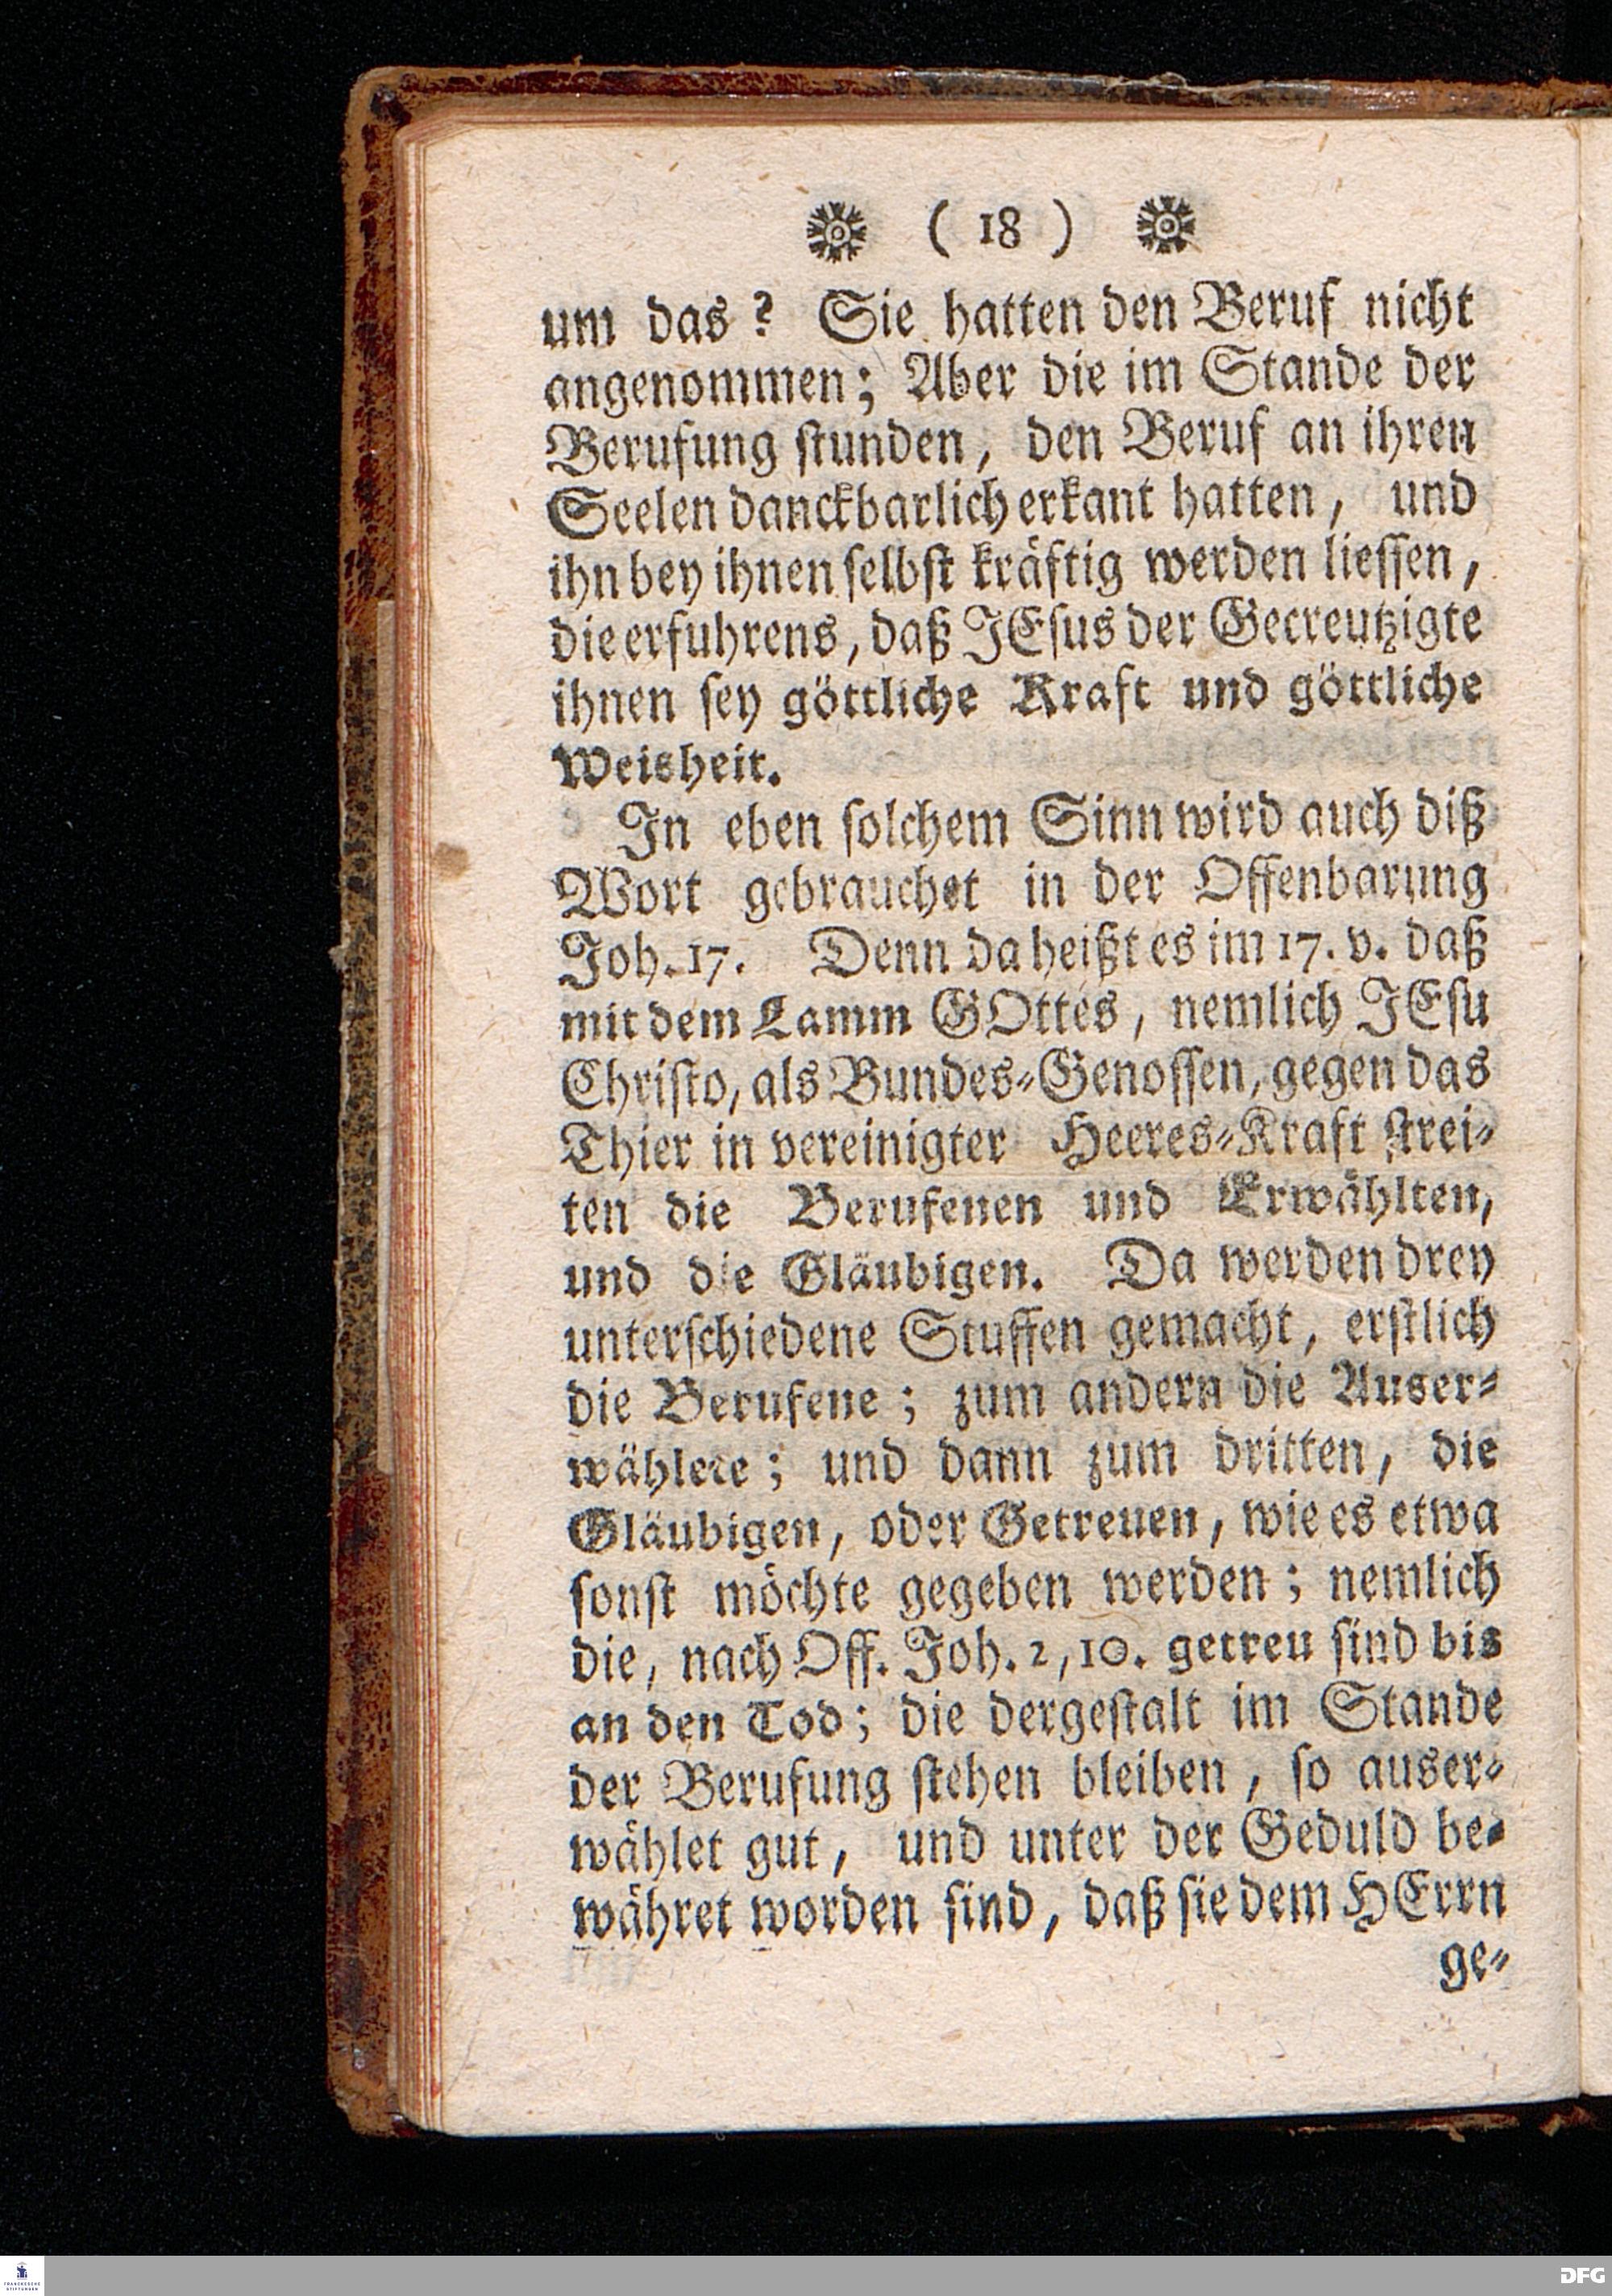 ( 18 )
um das? Sie hatten den Beruf nicht
angenommen; Aber die im Stande der
Berufung stunden, den Beruf an ihren
Seelen danckbarlich erkant hatten, und
ihn bey ihnen selbst kräftig werden liessen,
die erfuhrens, daß JEsus der Gecreutzigte
ihnen sey göttliche Kraft und göttliche
Weisheit.
In eben solchem Sinn wird auch diß
Wort gebrauchet in der Offenbarung
Joh. 17. Denn da heißt es im 17. v. daß
mit dem Lamm GOttes, nemlich JEsu
Christo, als Bundes-Genossen, gegen das
Thier in vereinigter Heeres-Kraft strei-
ten die Berufenen und Erwählten,
und die Gläubigen. Da werden drey
unterschiedene Stuffen gemacht, erstlich
die Berufene; zum andern die Auser-
wählete; und dann zum dritten, die
Gläubigen, oder Getreuen, wie es etwa
sonst möchte gegeben werden; nemlich
die, nach Off. Joh. 2, 10. getreu sind bis
an den Tod; die dergestalt im Stande
der Berufung stehen bleiben, so auser-
wählet gut, und unter der Geduld be-
währet worden sind, daß sie dem HErrn
ge-
FRANCKESCHE
STIFTUNGEN
DFG